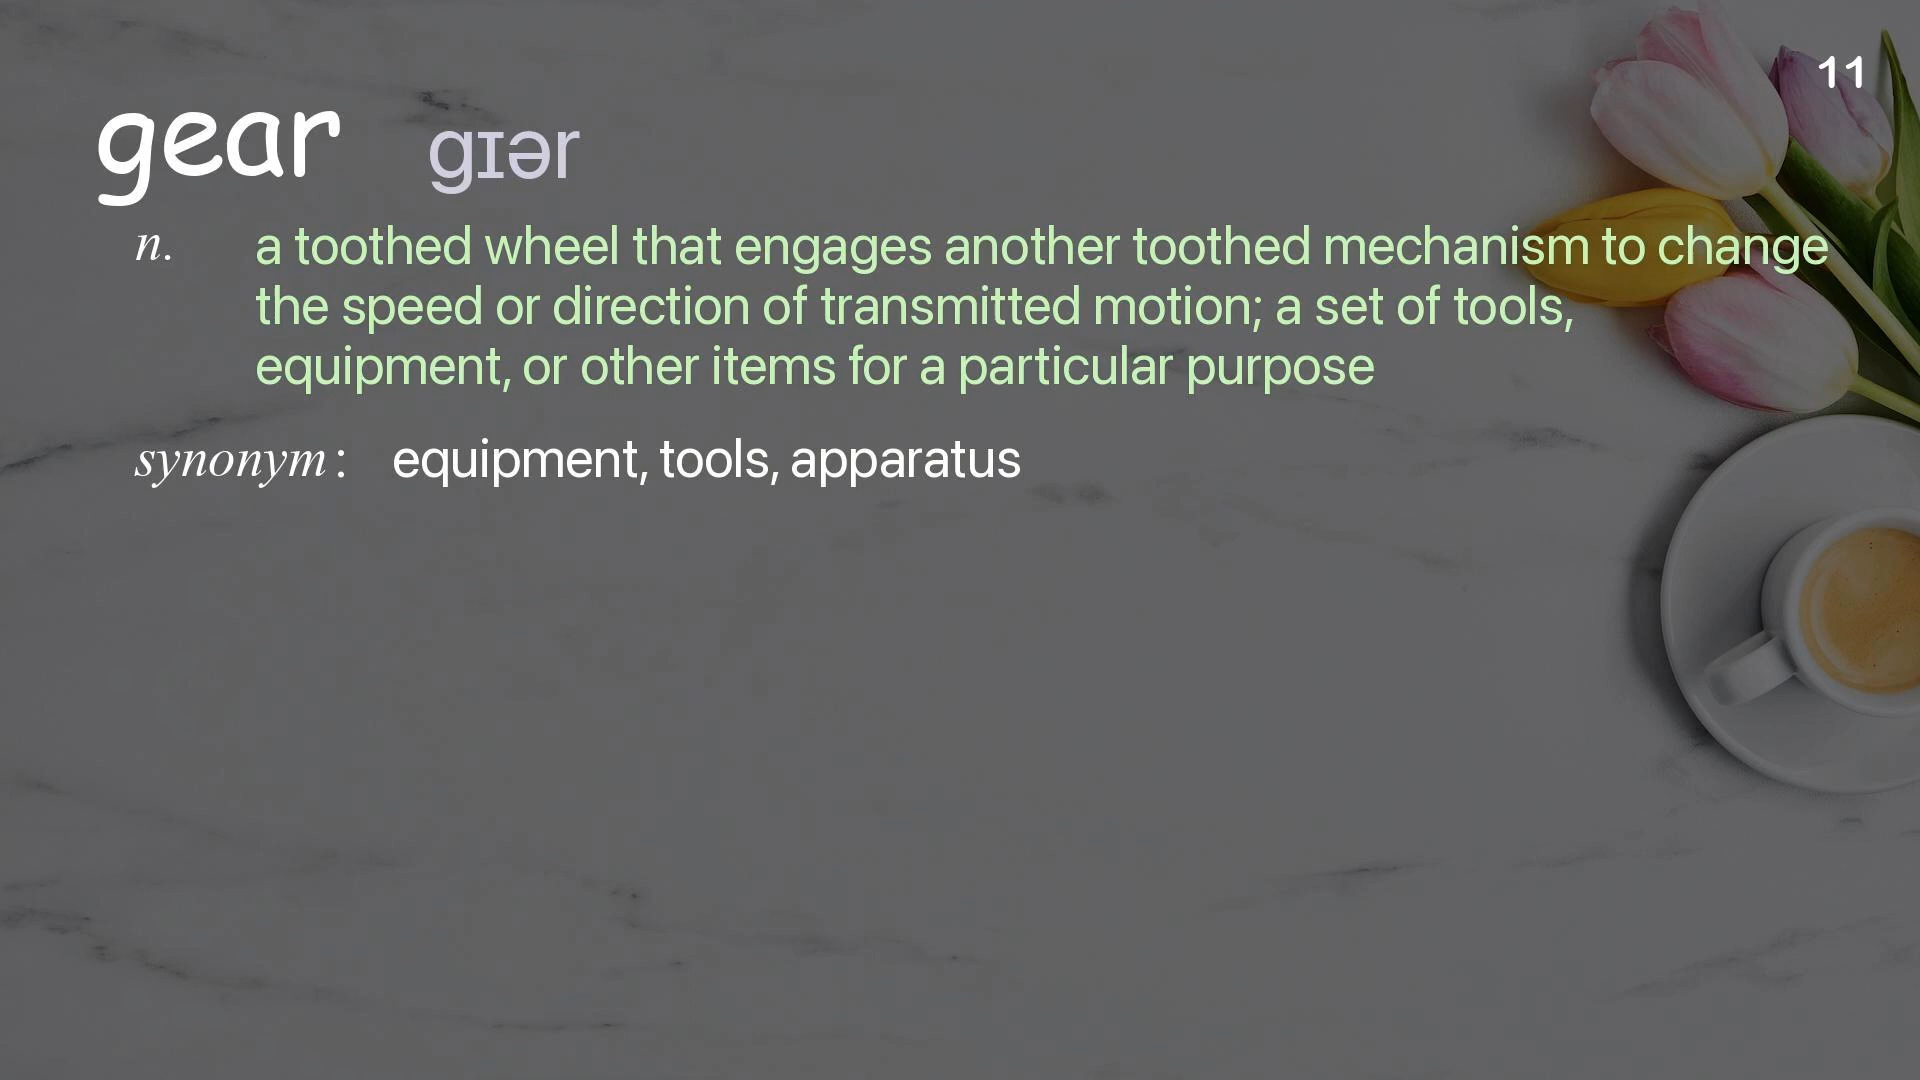 11
gear gɪər
n. a toothed wheel that engages another toothed mechanism to change
the speed or direction of transmitted motion; a set of tools,
equipment, or other items for a particular purpose
synonym: equipment, tools, apparatus